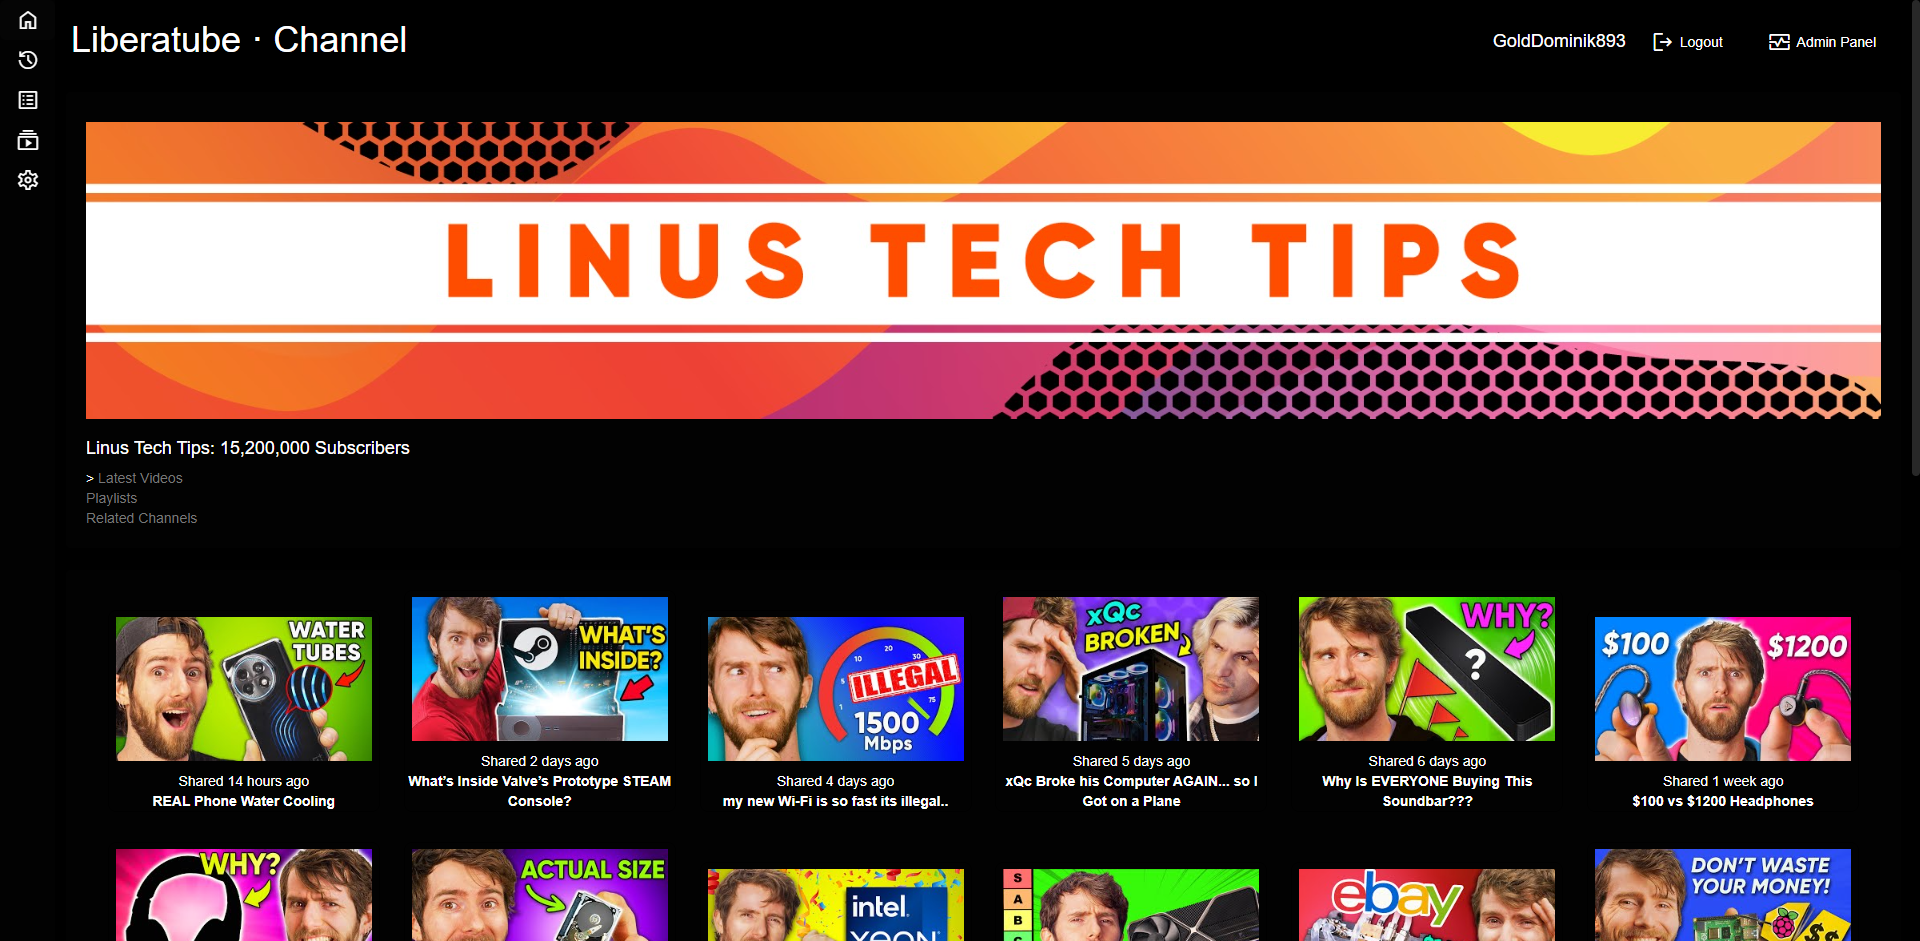 Liberatube · Channel
GoldDominik893
Logout
Admin Panel
LINUS TECH TIPS
Linus Tech Tips: 15,200,000 Subscribers
> Latest Videos
Playlists
Related Channels
WATER
TUBES
Shared 14 hours ago
REAL Phone Water Cooling
WHAT'S
INSIDE?
Shared 2 days ago
What’s Inside Valve’s Prototype STEAM
Console?
1
5
10
20
30
75
ILLEGAL
1500
Mbps
Shared 4 days ago
my new Wi-Fi is so fast its illegal..
xQc
BROKEN
Shared 5 days ago
xQc Broke his Computer AGAIN... so I
Got on a Plane
WHY?
?
Shared 6 days ago
Why Is EVERYONE Buying This
Soundbar???
$100
$1200
Shared 1 week ago
$100 vs $1200 Headphones
WHY?
ACTUAL SIZE
intel.
XEON
S
A
B
C
ebay
DON'T WASTE
YOUR MONEY!
$$